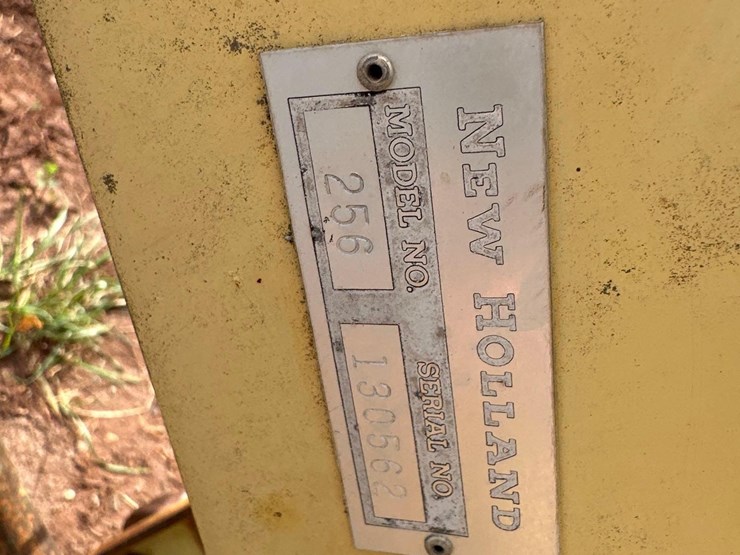 NEW HOLLAND
MODEL NO. SERIAL NO.
256 130562